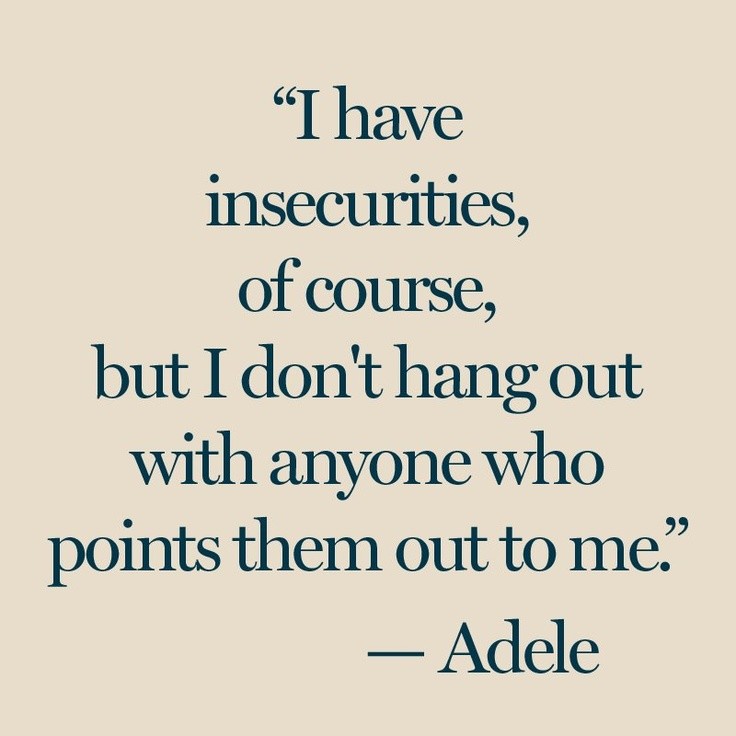 “I have
insecurities,
of course,
but I don't hang out
with anyone who
points them out to me.”
— Adele